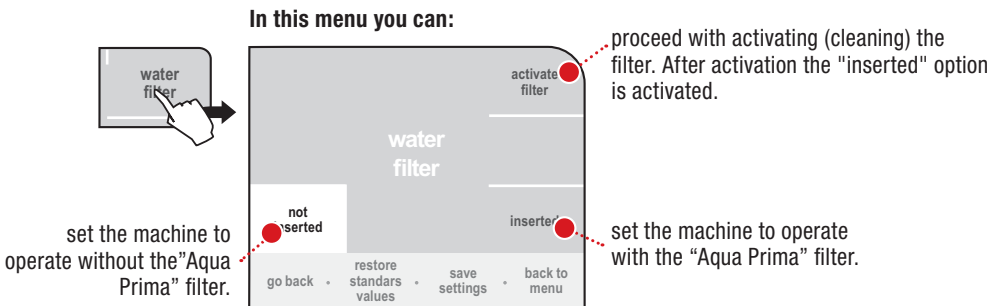 In this menu you can:
water
filter
activate
filter
proceed with activating (cleaning) the
filter. After activation the "inserted" option
is activated.
water
filter
not
inserted
inserted
set the machine to
operate without the”Aqua
Prima” filter.
set the machine to operate
with the “Aqua Prima” filter.
go back
restore
standars
values
save
settings
back to
menu